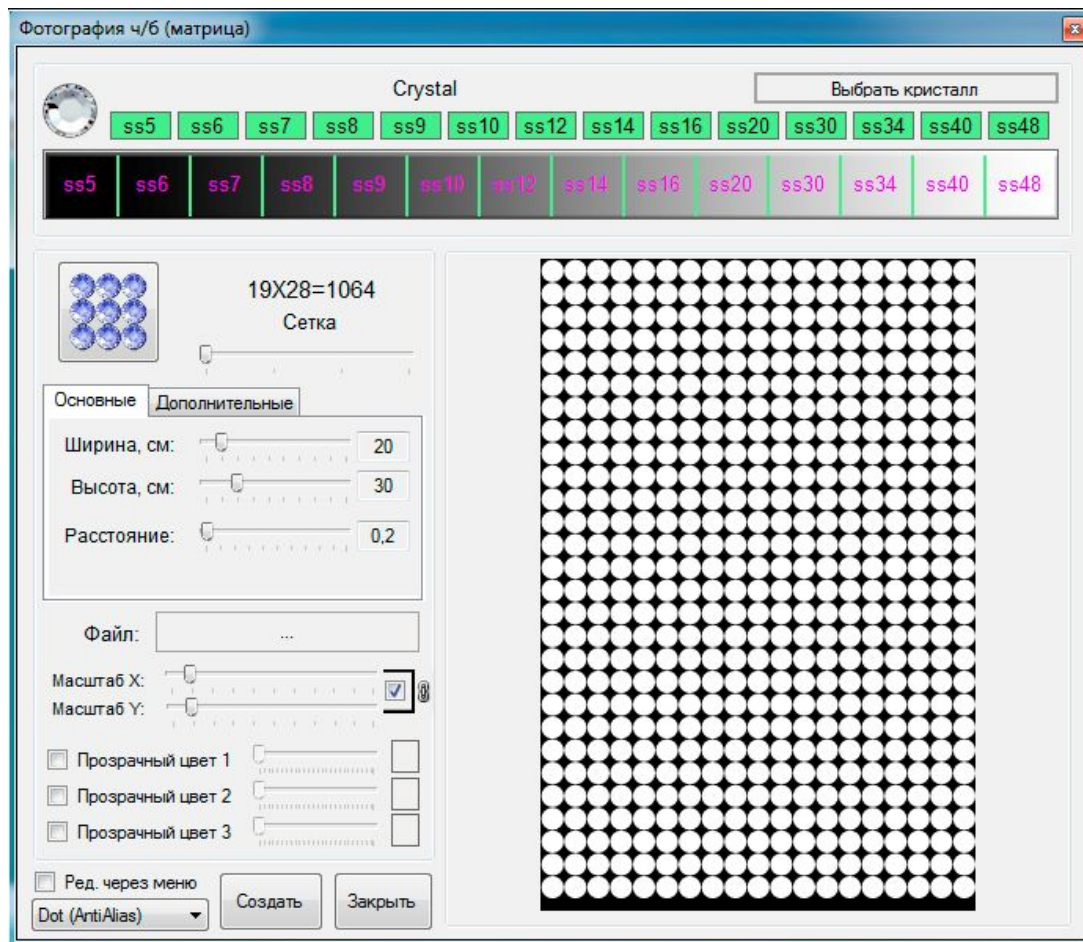 Фотография ч/б (матрица)
Crystal
Выбрать кристалл
ss5 ss6 ss7 ss8 ss9 ss10 ss12 ss14 ss16 ss20 ss30 ss34 ss40 ss48
ss5 ss6 ss7 ss8 ss9 ss10 ss12 ss14 ss16 ss20 ss30 ss34 ss40 ss48
19X28=1064
Сетка
Основные Дополнительные
Ширина, см: 20
Высота, см: 30
Расстояние: 0,2
Файл: ...
Масштаб X:
Масштаб Y:
Прозрачный цвет 1
Прозрачный цвет 2
Прозрачный цвет 3
Ред. через меню
Dot (AntiAlias)
Создать
Закрыть